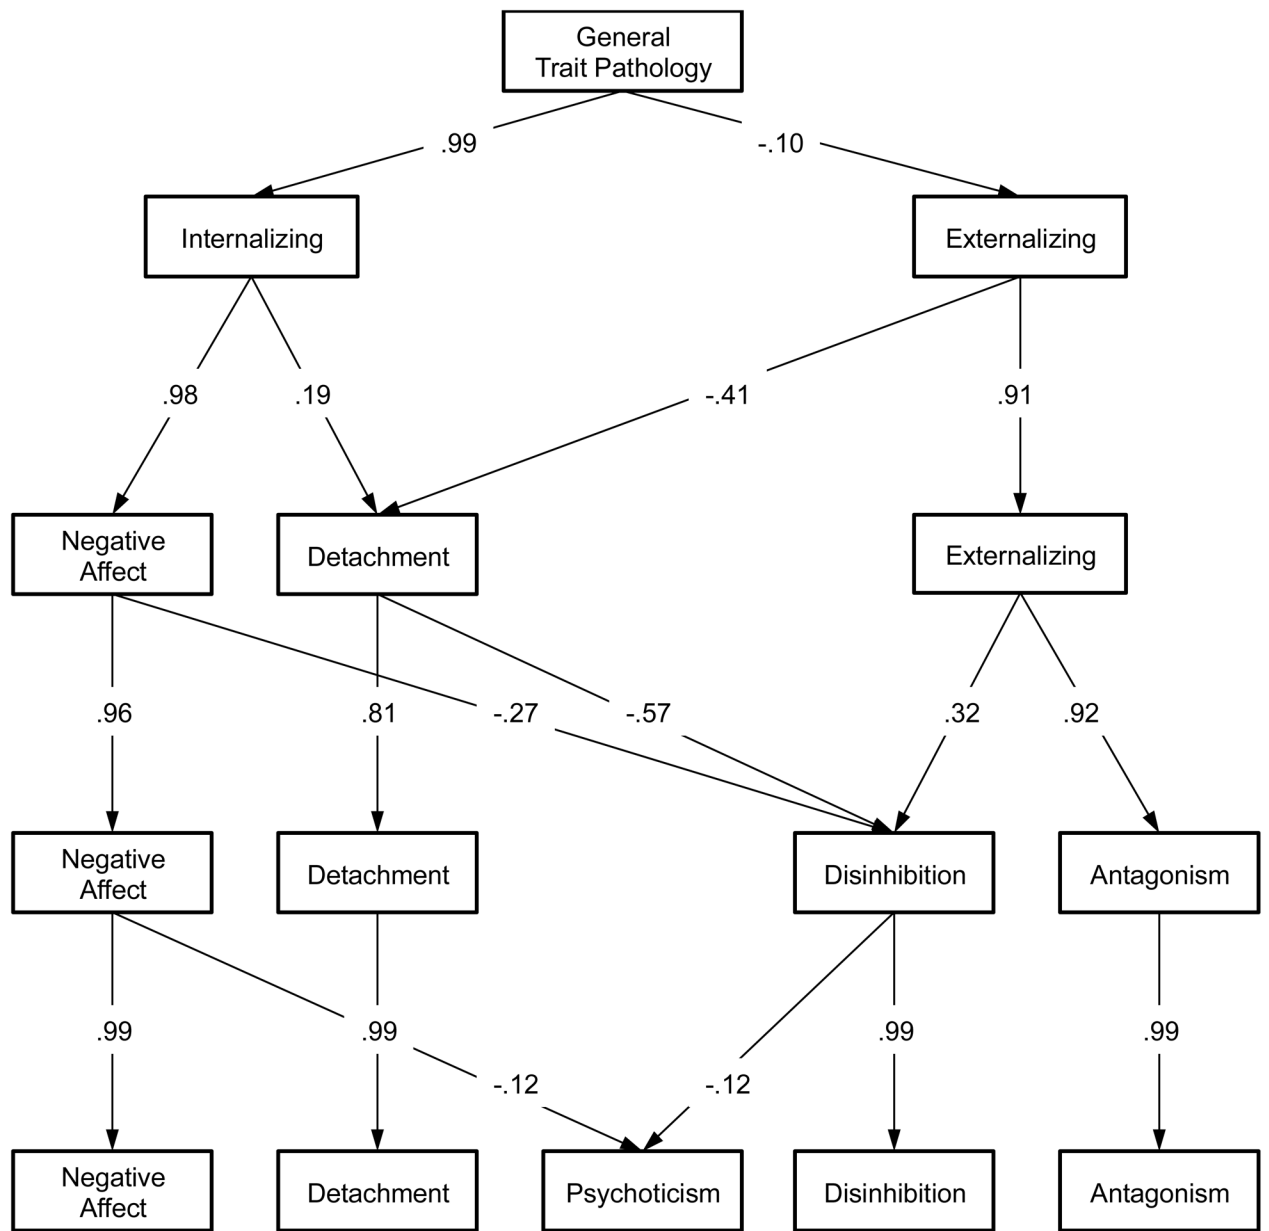 General
Trait Pathology
.99
-.10
Internalizing
Externalizing
.98
.19
-.41
.91
Negative
Affect
Detachment
Externalizing
.96
.81
-.27
-.57
.32
.92
Negative
Affect
Detachment
Disinhibition
Antagonism
.99
.99
.99
.99
-.12
-.12
Negative
Affect
Detachment
Psychoticism
Disinhibition
Antagonism